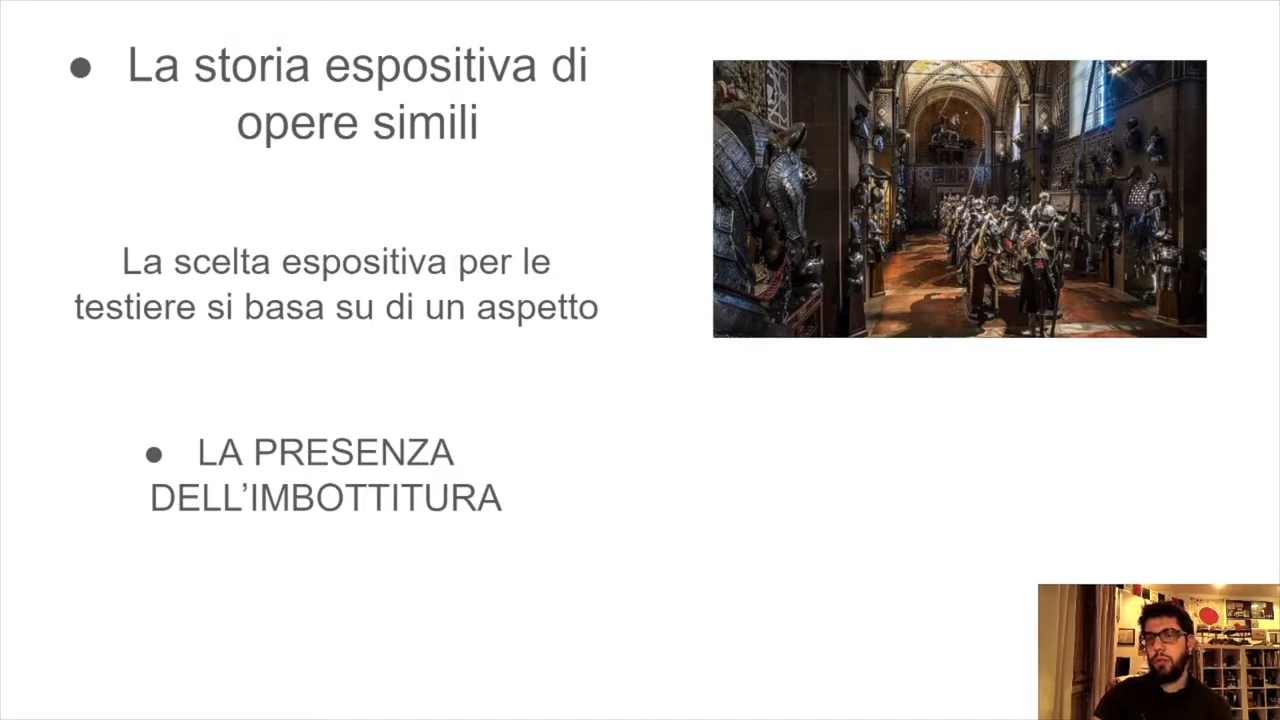 ● La storia espositiva di
opere simili
La scelta espositiva per le
testiere si basa su di un aspetto
● LA PRESENZA
DELL’IMBOTTITURA